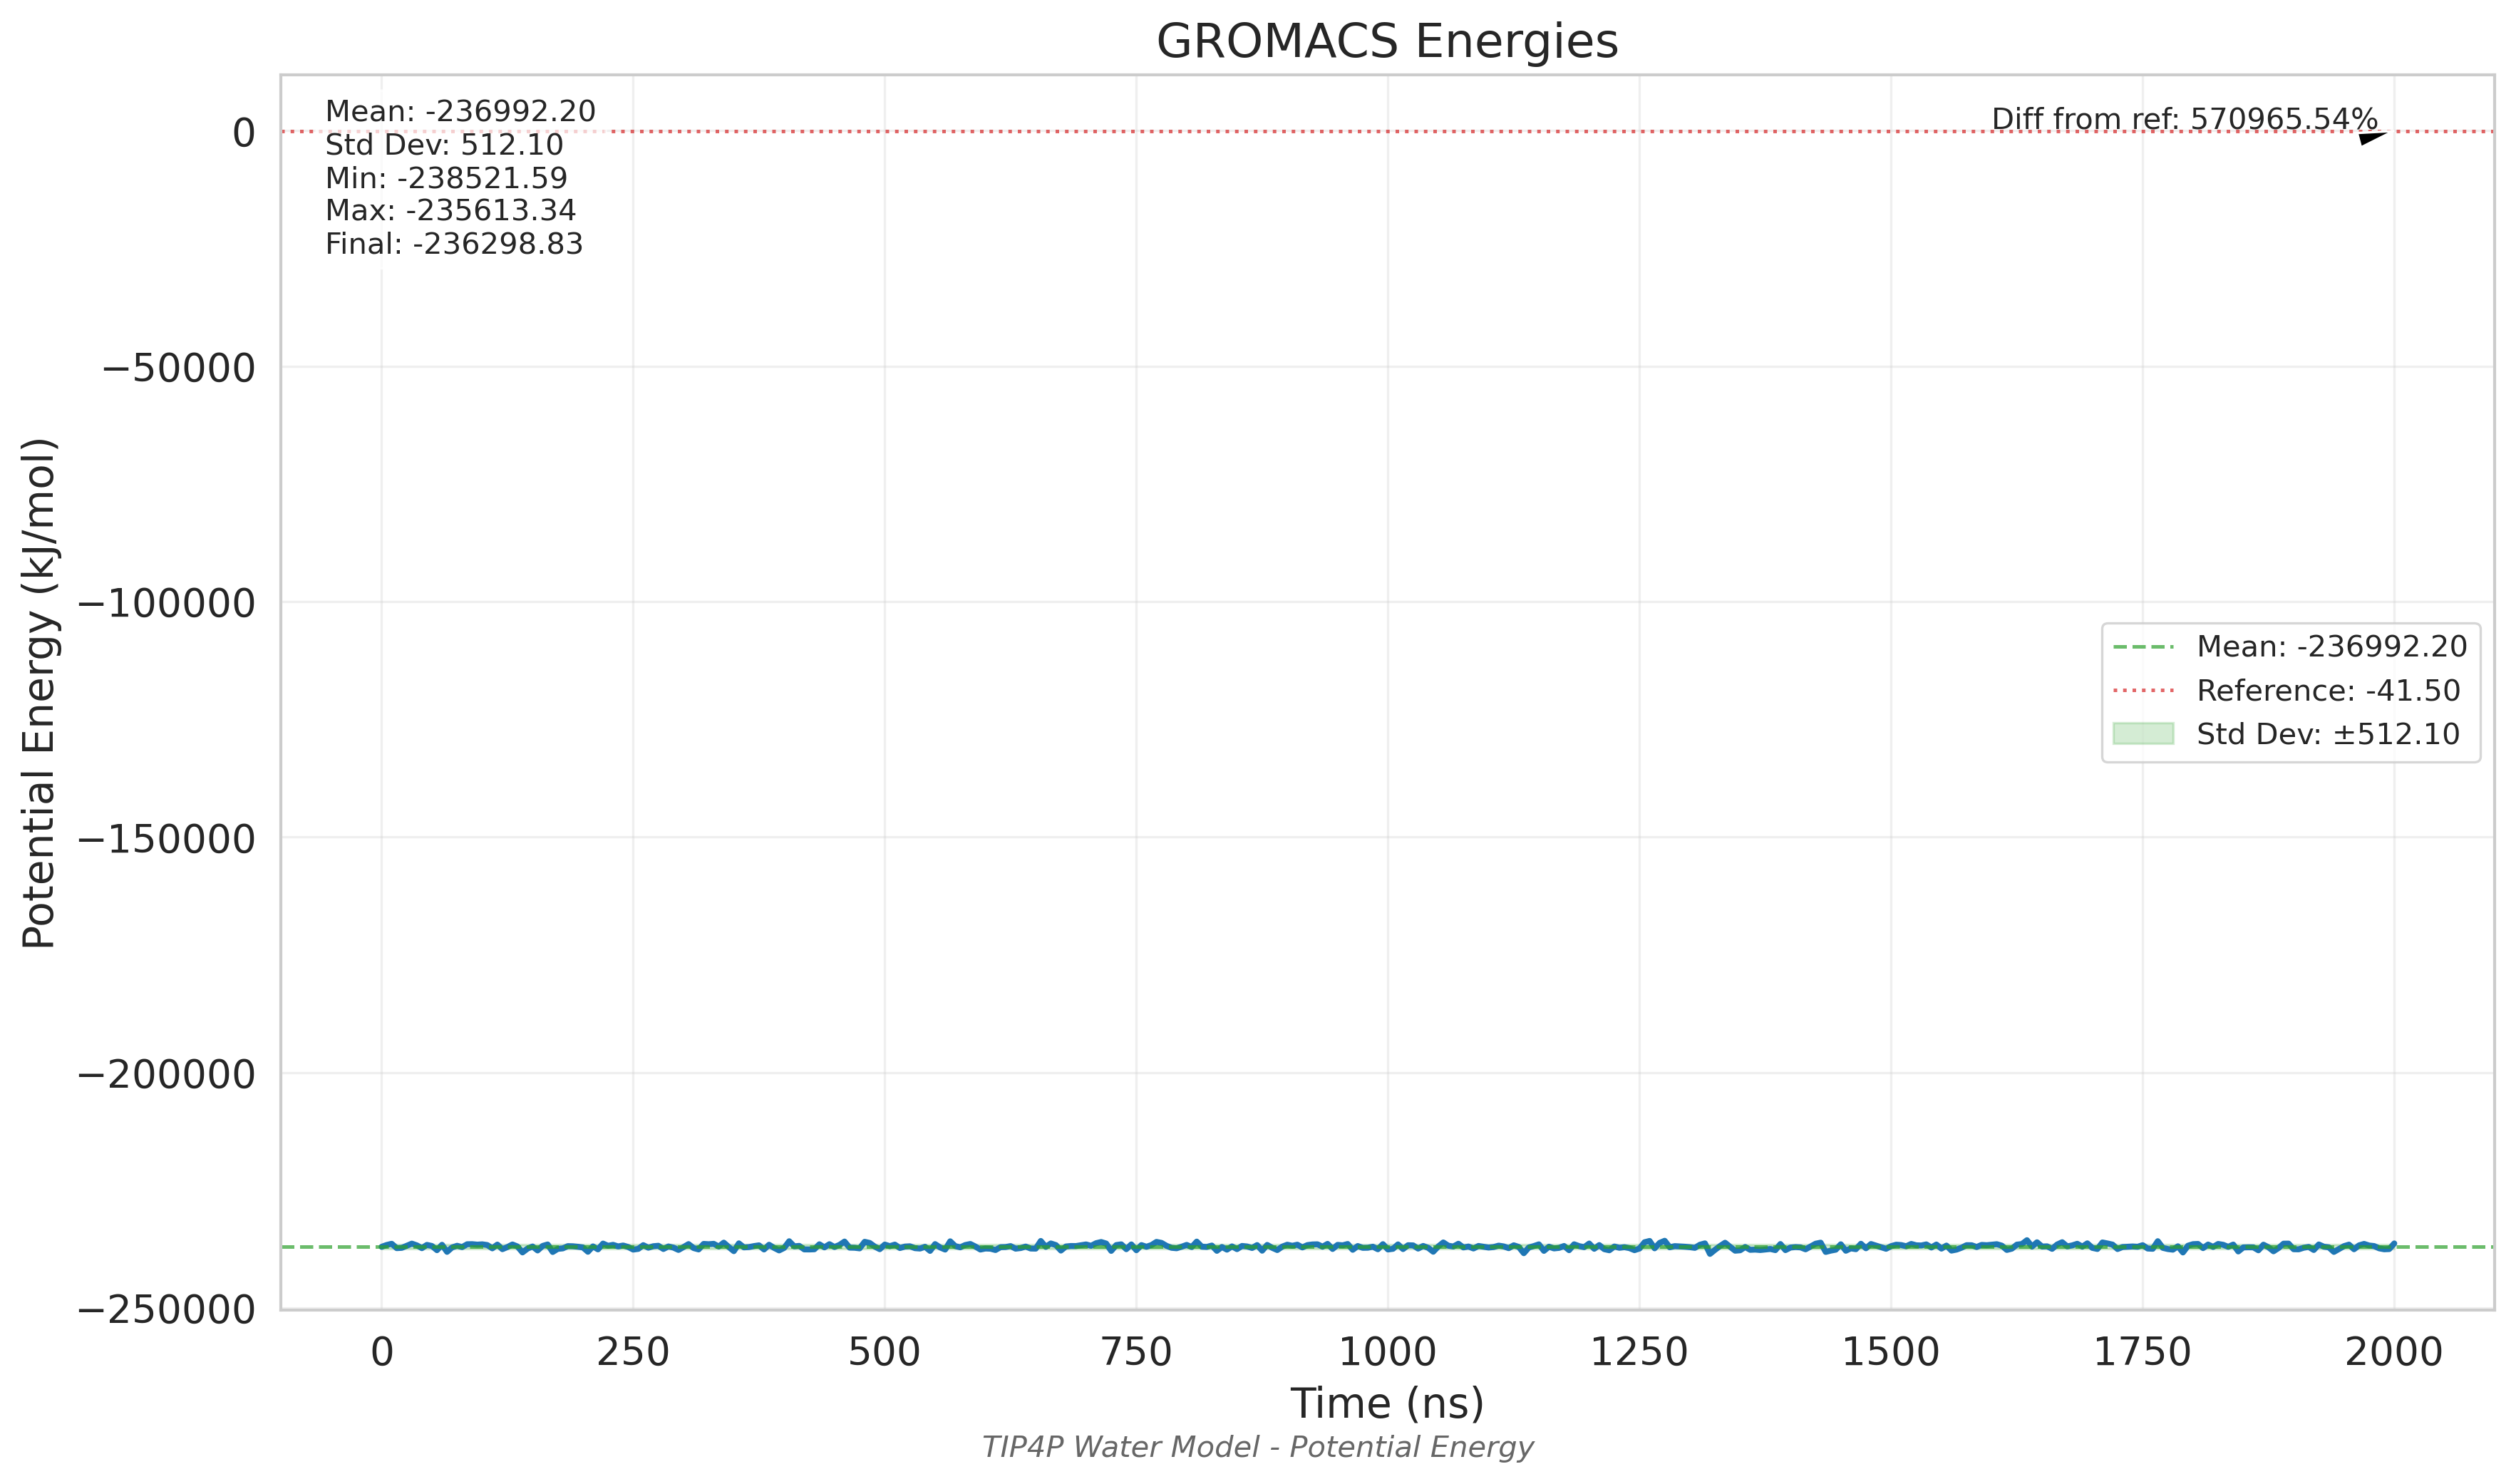 GROMACS Energies
Mean: -236992.20
Std Dev: 512.10
Min: -238521.59
Max: -235613.34
Final: -236298.83
Diff from ref: 570965.54%
Potential Energy (kJ/mol)
0
−50000
−100000
−150000
−200000
−250000
Mean: -236992.20
Reference: -41.50
Std Dev: ±512.10
0 250 500 750 1000 1250 1500 1750 2000
Time (ns)
TIP4P Water Model - Potential Energy